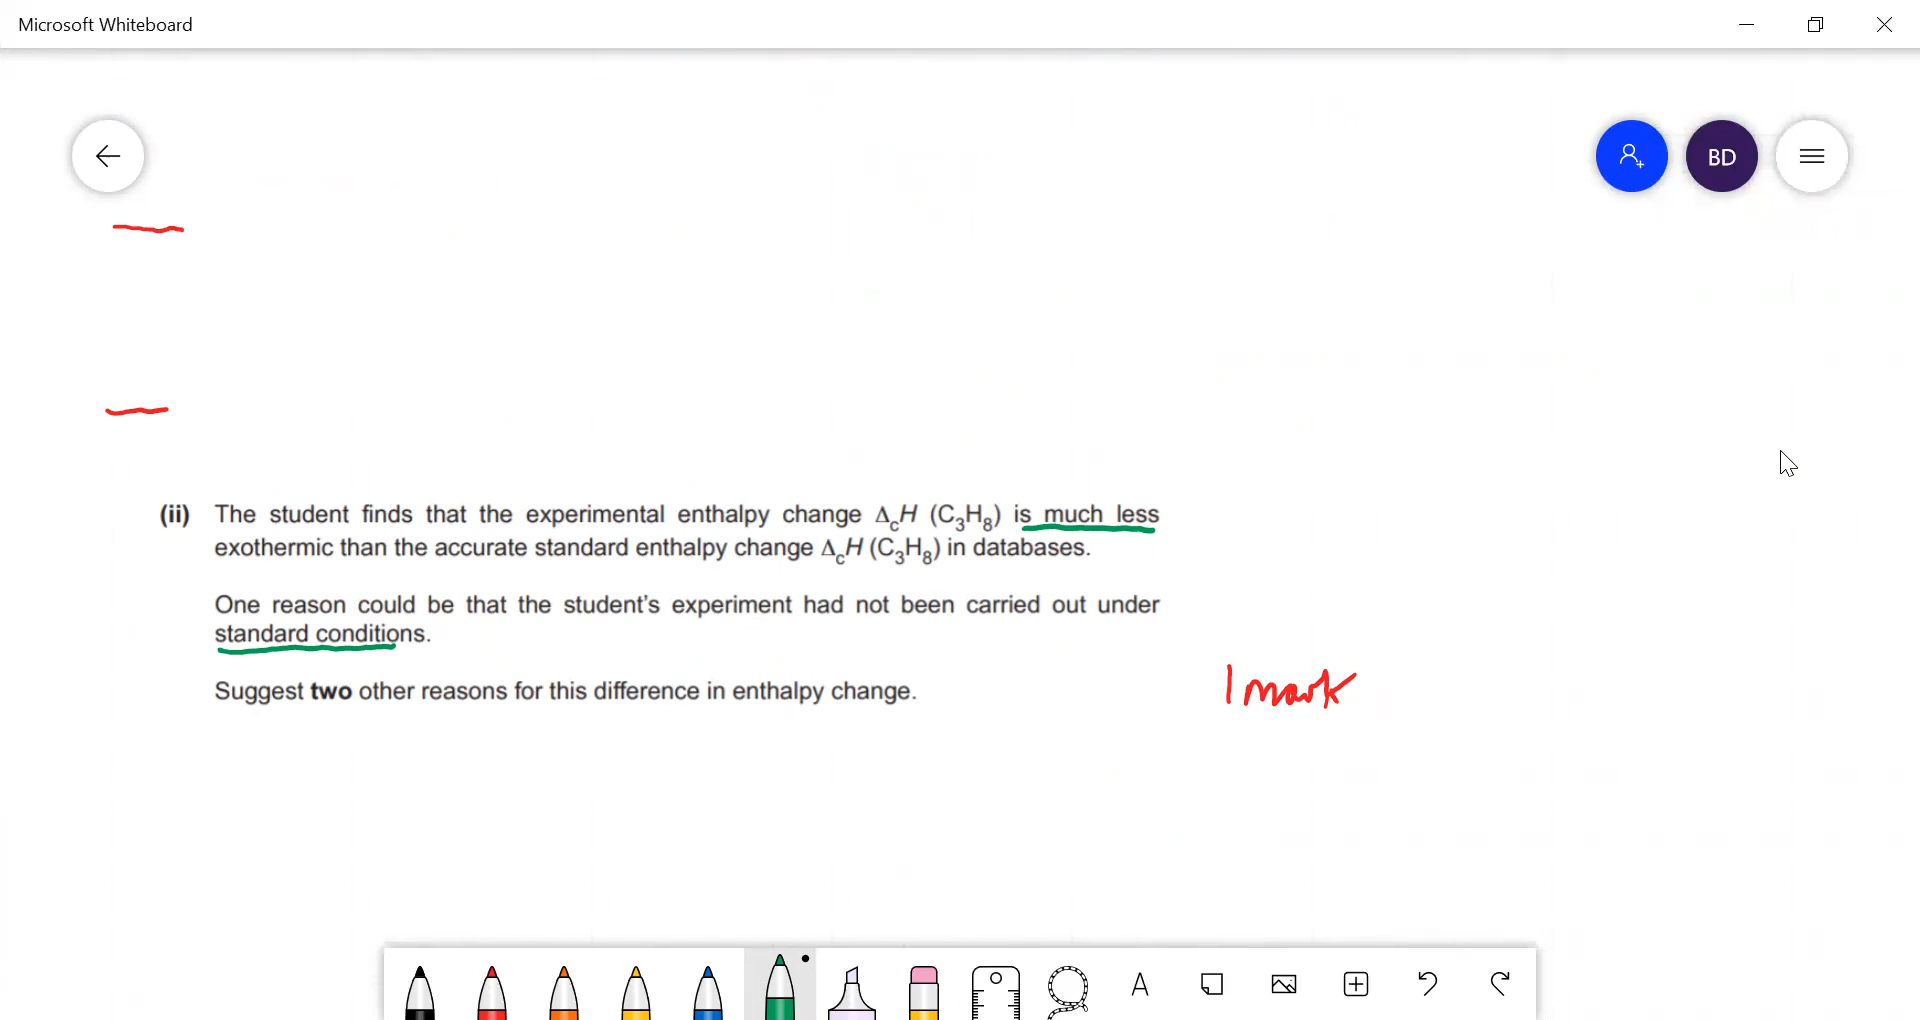 Microsoft Whiteboard
BD
(ii) The student finds that the experimental enthalpy change ΔcH (C3H8) is much less
exothermic than the accurate standard enthalpy change ΔcH (C3H8) in databases.
One reason could be that the student's experiment had not been carried out under
standard conditions.
Suggest two other reasons for this difference in enthalpy change.
1 mark
A